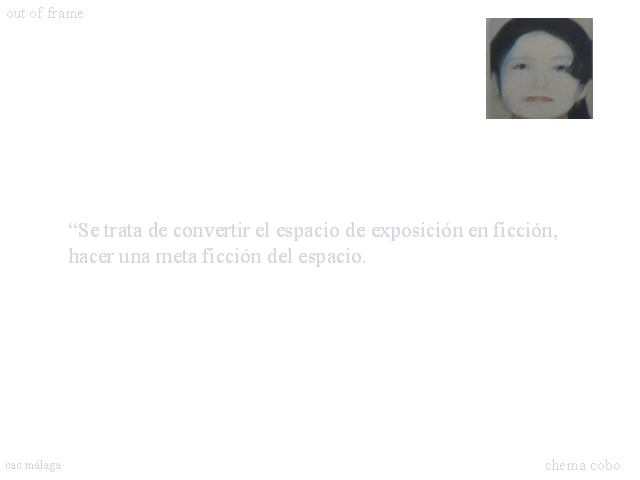 out of frame
“Se trata de convertir el espacio de exposición en ficción,
hacer una meta ficción del espacio.
cac málaga
chema cobo